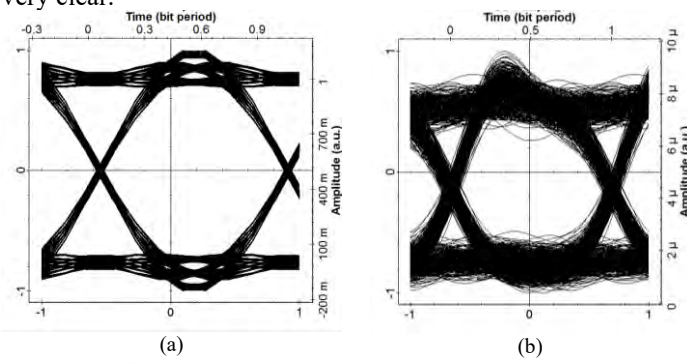 very clear.
Time (bit period)
-0.3 0 0.3 0.6 0.9
1
0
-1
-1 0 1
1
700 m
400 m
100 m
-200 m
Amplitude (a.u.)
(a)
Time (bit period)
0 0.5 1
1
0
-1
-1 0 1
10 µ
8 µ
6 µ
4 µ
2 µ
0
Amplitude (a.u.)
(b)